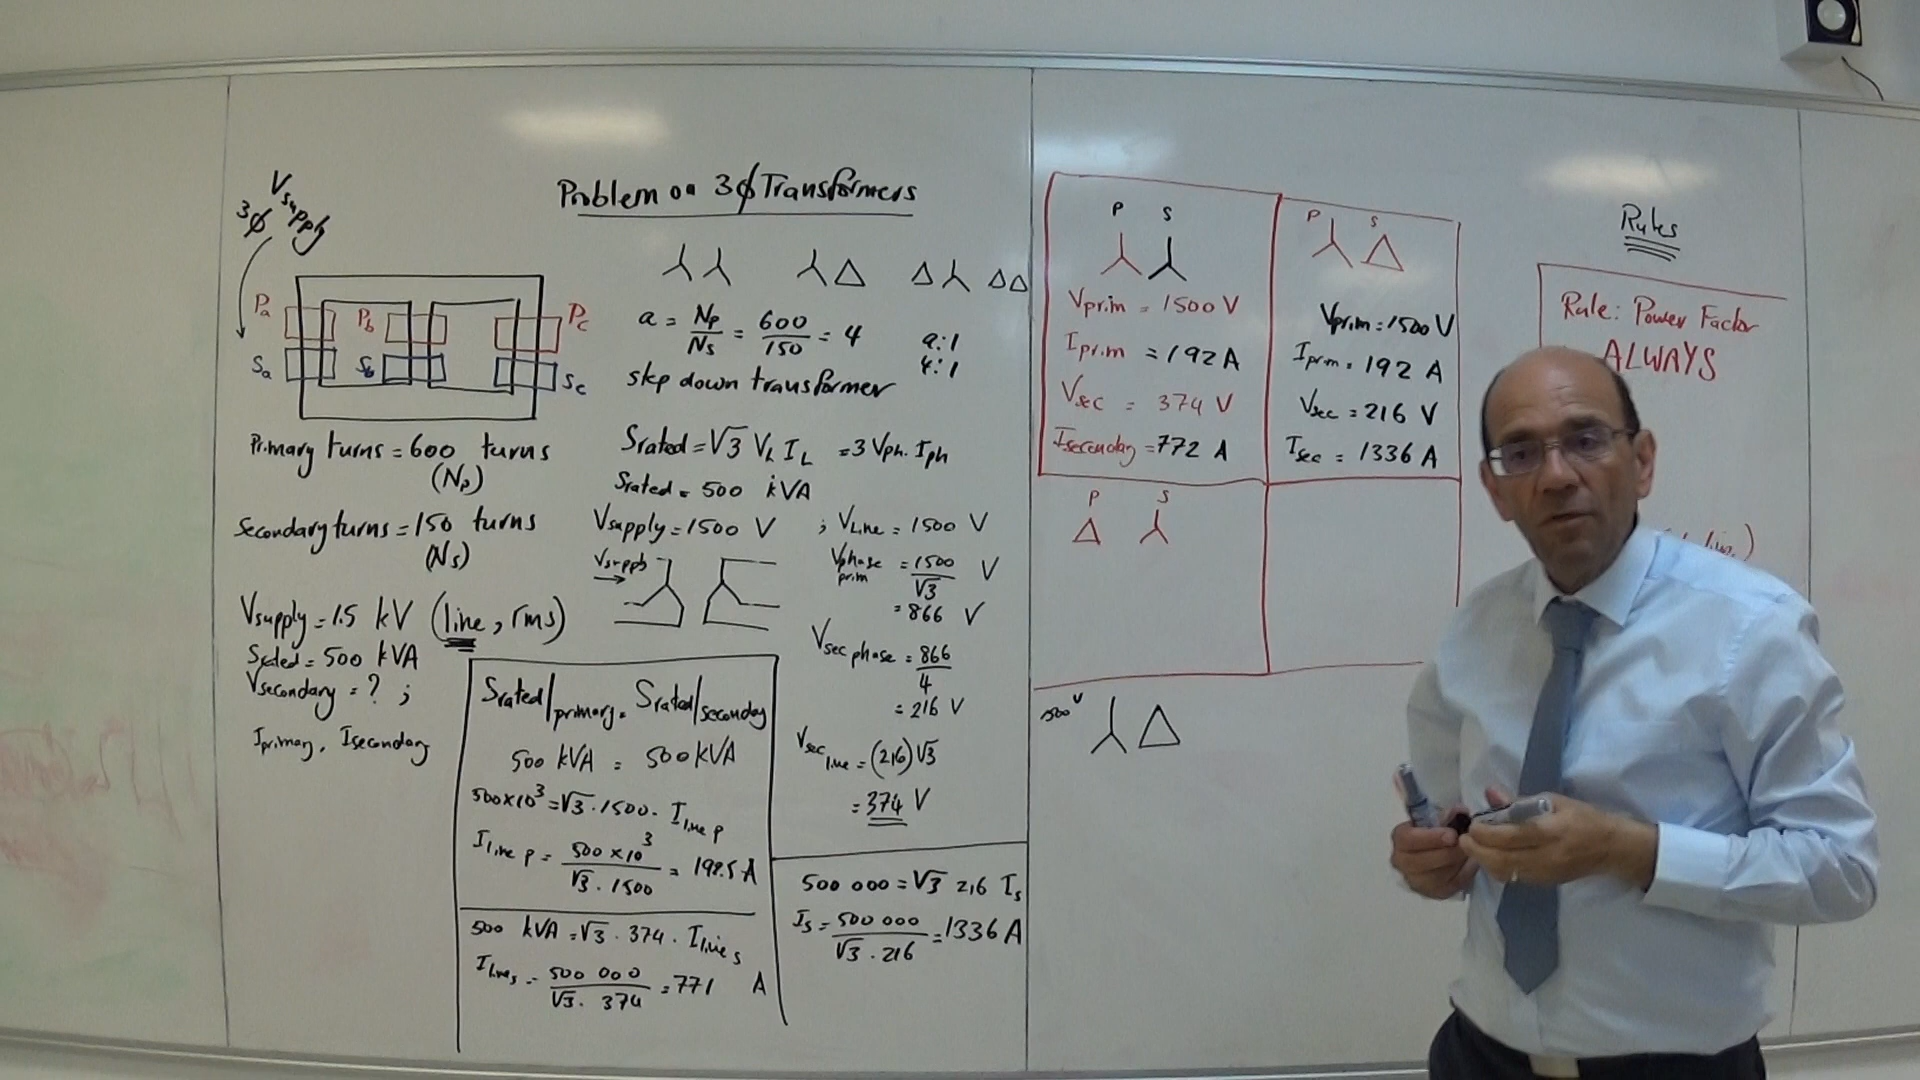 Problem on 3ϕ Transformers
Vsupply
3ϕ
Pa
Pb
Pc
Sa
Sb
Sc
Primary turns = 600 turns
(Np)
Secondary turns = 150 turns
(Ns)
Vsupply = 1.5 kV (line, rms)
Srated = 500 kVA
Vsecondary = ? ;
Iprimary, Isecondary
Y Y   Y Δ   Δ Y   Δ Δ
a = Np/Ns = 600/150 = 4
a:1
4:1
step down transformer
Srated = √3 VL IL = 3 Vph. Iph
Srated = 500 kVA
Vsupply = 1500 V ; VLine = 1500 V
Vsupply
Vphase prim = 1500/√3 V
= 866 V
Vsec phase = 866/4
= 216 V
Vsec line = (216)√3
= 374 V
Srated/primary = Srated/secondary
500 kVA = 500 kVA
500×10³ = √3 . 1500 . Iline p
Iline p = 500×10³/√3 . 1500 = 192.5 A
500 kVA = √3 . 374 . Iline s
Iline s = 500 000/√3 . 374 = 771 A
500 000 = √3 216 Is
Is = 500 000/√3 . 216 = 1336 A
P S
Y Y
Vprim = 1500 V
Iprim = 192 A
Vsec = 374 V
Isecondary = 772 A
P S
Y Δ
Vprim = 1500 V
Iprim = 192 A
Vsec = 216 V
Isec = 1336 A
P S
Δ Y
1500 V Y Δ
Rules
Rule: Power Factor
ALWAYS